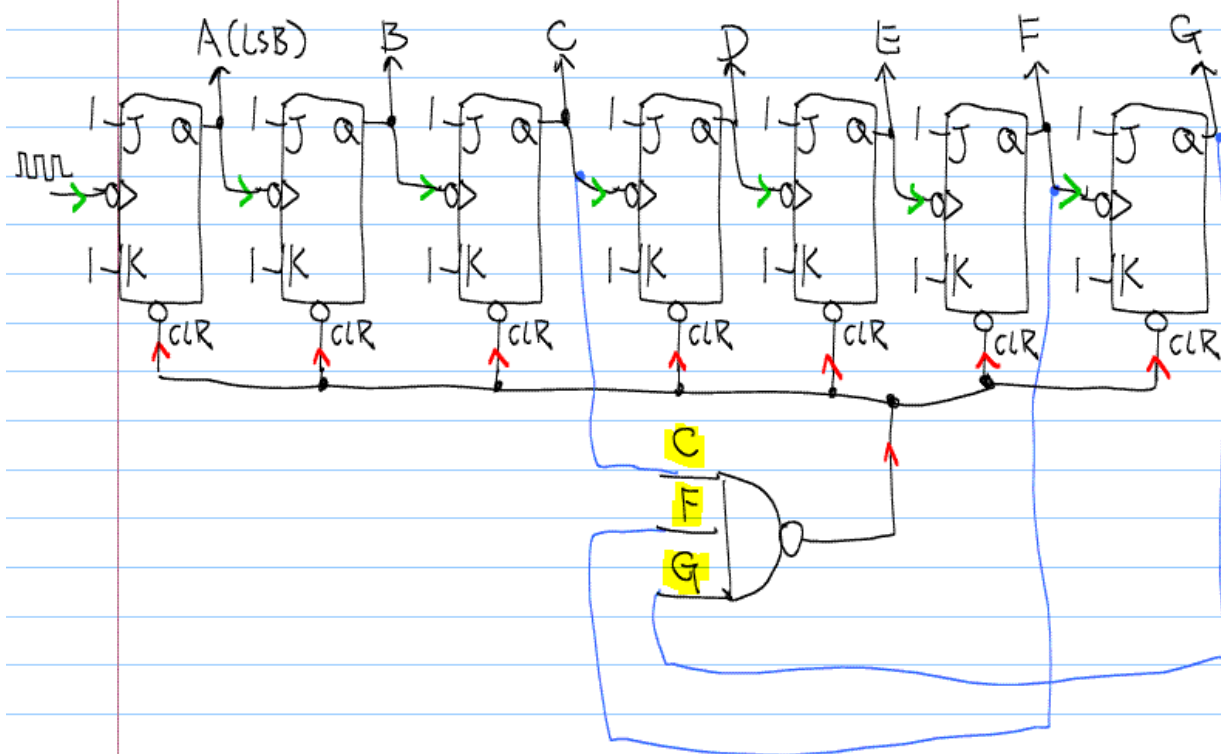 A(LSB) B C D E F G
1 J Q 1 J Q 1 J Q 1 J Q 1 J Q 1 J Q 1 J Q
1 K 1 K 1 K 1 K 1 K 1 K 1 K
CLR CLR CLR CLR CLR CLR CLR
C
F
G